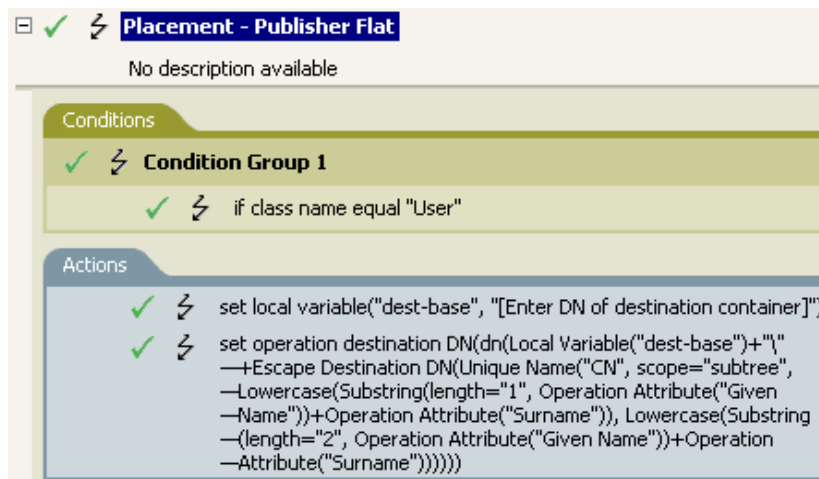 Placement - Publisher Flat
No description available
Conditions
Condition Group 1
if class name equal "User"
Actions
set local variable("dest-base", "[Enter DN of destination container]")
set operation destination DN(dn(Local Variable("dest-base")+"\"
—+Escape Destination DN(Unique Name("CN", scope="subtree",
—Lowercase(Substring(length="1", Operation Attribute("Given
—Name"))+Operation Attribute("Surname")), Lowercase(Substring
—(length="2", Operation Attribute("Given Name"))+Operation
—Attribute("Surname"))))))